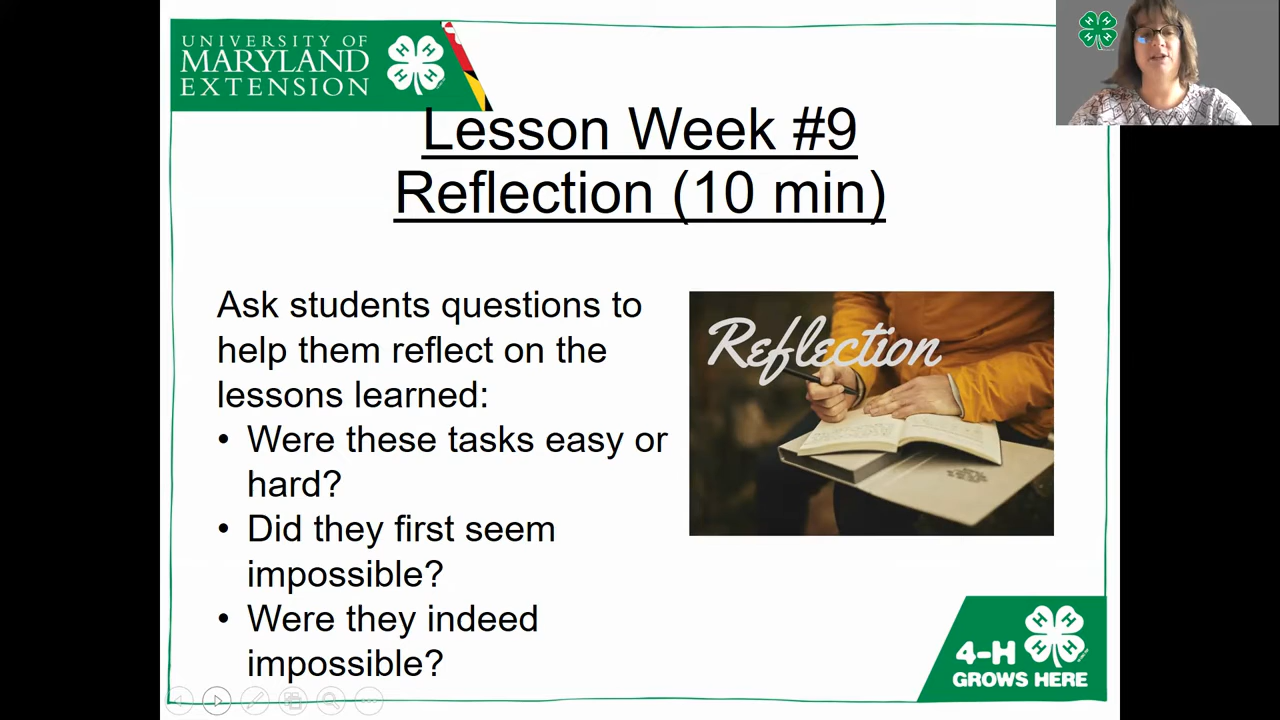 UNIVERSITY OF
MARYLAND
EXTENSION
H H
H H
Lesson Week #9
Reflection (10 min)
Ask students questions to
help them reflect on the
lessons learned:
• Were these tasks easy or
hard?
• Did they first seem
impossible?
• Were they indeed
impossible?
Reflection
4-H
H H
H H
GROWS HERE
H H
H H